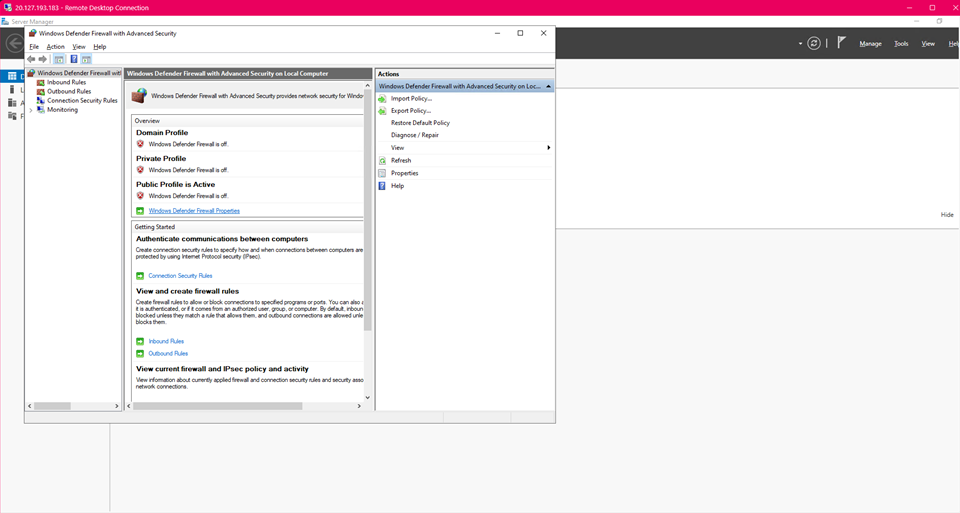 20.127.193.183 - Remote Desktop Connection
Server Manager
Manage
Tools
View
Windows Defender Firewall with Advanced Security
File Action View Help
Windows Defender Firewall wit
Inbound Rules
Outbound Rules
Connection Security Rules
Monitoring
Windows Defender Firewall with Advanced Security on Local Computer
Windows Defender Firewall with Advanced Security provides network security for Window
Overview
Domain Profile
Windows Defender Firewall is off.
Private Profile
Windows Defender Firewall is off.
Public Profile is Active
Windows Defender Firewall is off.
Windows Defender Firewall Properties
Getting Started
Authenticate communications between computers
Create connection security rules to specify how and when connections between computers are
protected by using Internet Protocol security (IPsec).
Connection Security Rules
View and create firewall rules
Create firewall rules to allow or block connections to specified programs or ports. You can also
it is authenticated, or if it comes from an authorized user, group, or computer. By default, inboun
blocked unless they match a rule that allows them, and outbound connections are allowed unle
blocks them.
Inbound Rules
Outbound Rules
View current firewall and IPsec policy and activity
View information about currently applied firewall and connection security rules and security asso
network connections.
Actions
Windows Defender Firewall with Advanced Security on Loc...
Import Policy...
Export Policy...
Restore Default Policy
Diagnose / Repair
View
Refresh
Properties
Help
Hide